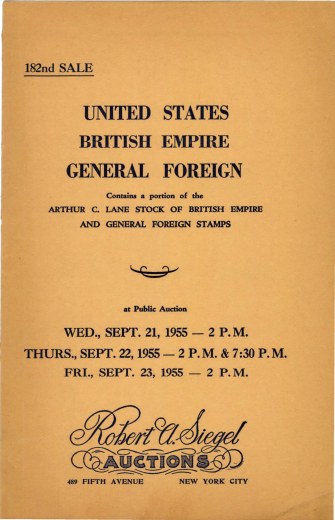 182nd SALE
UNITED STATES
BRITISH EMPIRE
GENERAL FOREIGN
Contains a portion of the
ARTHUR C. LANE STOCK OF BRITISH EMPIRE
AND GENERAL FOREIGN STAMPS
at Public Auction
WED., SEPT. 21, 1955 — 2 P.M.
THURS., SEPT. 22, 1955 — 2 P.M. & 7:30 P.M.
FRI., SEPT. 23, 1955 — 2 P.M.
Robert A. Siegel
AUCTIONS
489 FIFTH AVENUE NEW YORK CITY